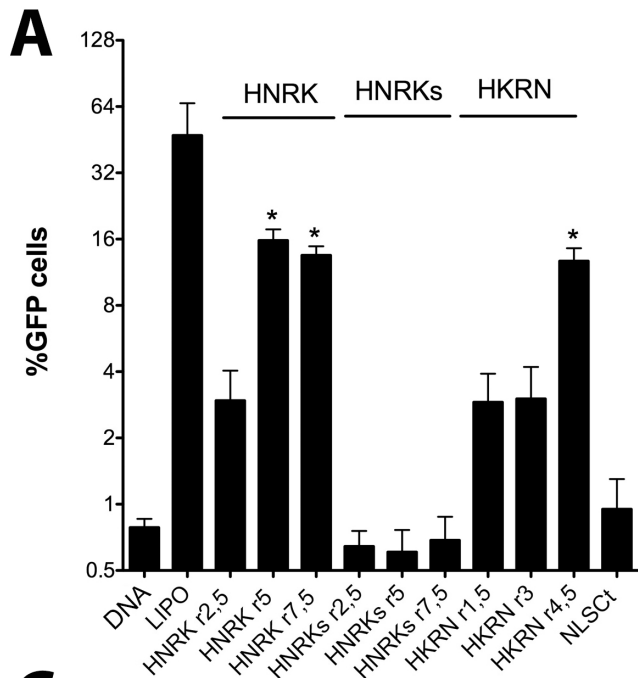 A
128
64
32
16
8
4
2
1
0.5
%GFP cells
HNRK
HNRKs
HKRN
*
*
*
DNA
LIPO
HNRK r2,5
HNRK r5
HNRK r7,5
HNRKs r2,5
HNRKs r5
HNRKs r7,5
HKRN r1,5
HKRN r3
HKRN r4,5
NLSCt